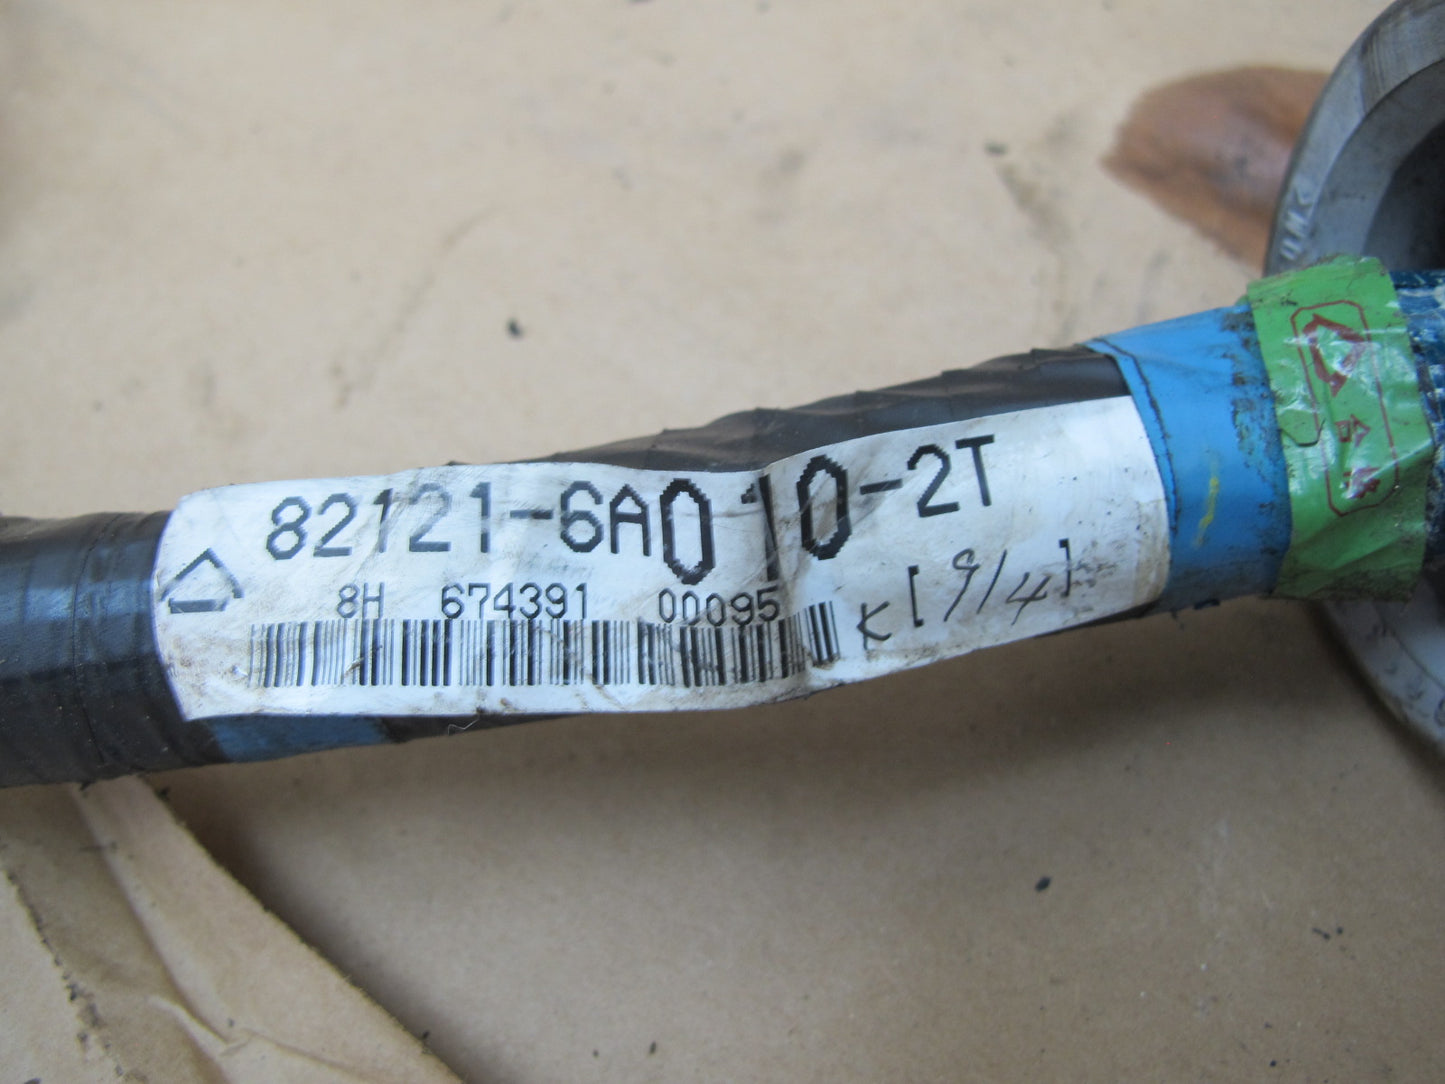 82121-6A010-2T
8H 674391 00095
K [9/4]